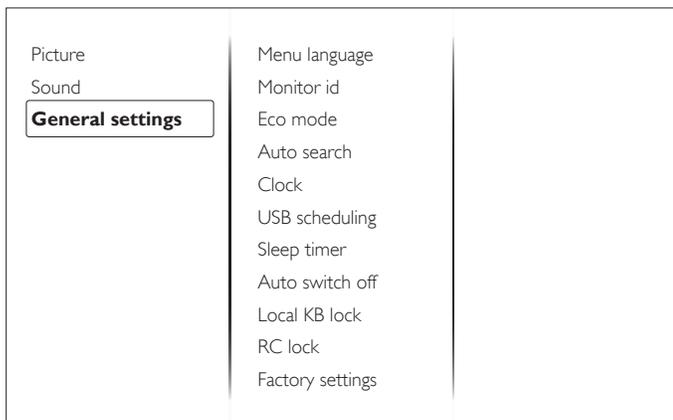 Picture
Sound
General settings
Menu language
Monitor id
Eco mode
Auto search
Clock
USB scheduling
Sleep timer
Auto switch off
Local KB lock
RC lock
Factory settings